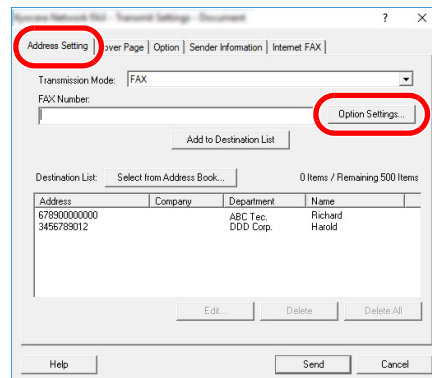 Kyocera Network FAX - Transmit Settings - Document ? ×
Address Setting over Page Option Sender Information Internet FAX
Transmission Mode: FAX
FAX Number:
Option Settings...
Add to Destination List
Destination List: Select from Address Book... 0 Items / Remaining 500 Items
Address Company Department Name
678900000000 ABC Tec. Richard
3456789012 DDD Corp. Harold
Edit... Delete Delete All
Help Send Cancel